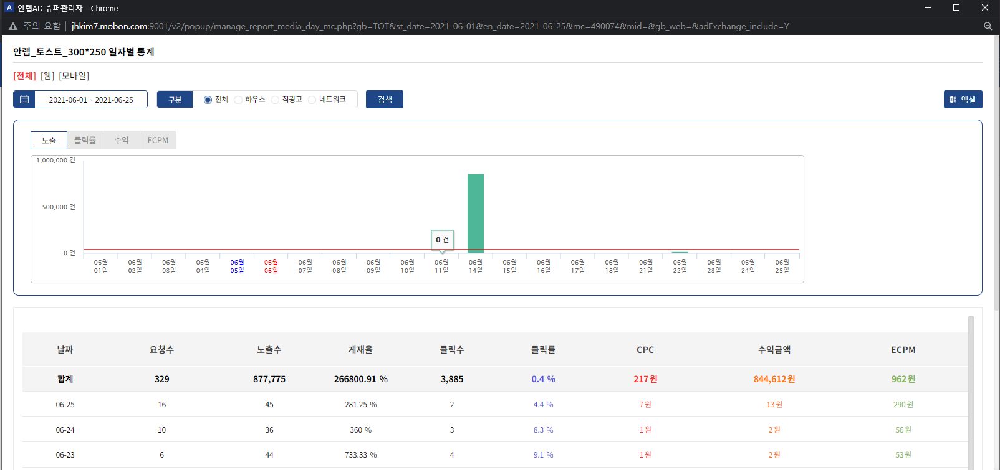 A 안렙AD 슈퍼관리자 - Chrome
주의 요함 | jhkim7.mobon.com:9001/v2/popup/manage_report_media_day_mc.php?gb=TOT&st_date=2021-06-01&en_date=2021-06-25&mc=490074&mid=&gb_web=&adExchange_include=Y
안랩_토스트_300*250 일자별 통계
[전체] [웹] [모바일]
2021-06-01 ~ 2021-06-25 구분 전체 하우스 직광고 네트워크 검색 엑셀
노출 클릭률 수익 ECPM
1,000,000 건
500,000 건
0 건
0 건
06월 06월 06월 06월 06월 06월 06월 06월 06월 06월 06월 06월 06월 06월 06월 06월 06월 06월 06월 06월 06월
01일 02일 03일 04일 05일 06일 07일 08일 09일 10일 11일 14일 15일 16일 17일 18일 21일 22일 23일 24일 25일
날짜 요청수 노출수 게재율 클릭수 클릭률 CPC 수익금액 ECPM
합계 329 877,775 266800.91 % 3,885 0.4 % 217원 844,612원 962원
06-25 16 45 281.25 % 2 4.4 % 7원 13원 290원
06-24 10 36 360 % 3 8.3 % 1원 2원 56원
06-23 6 44 733.33 % 4 9.1 % 1원 2원 53원